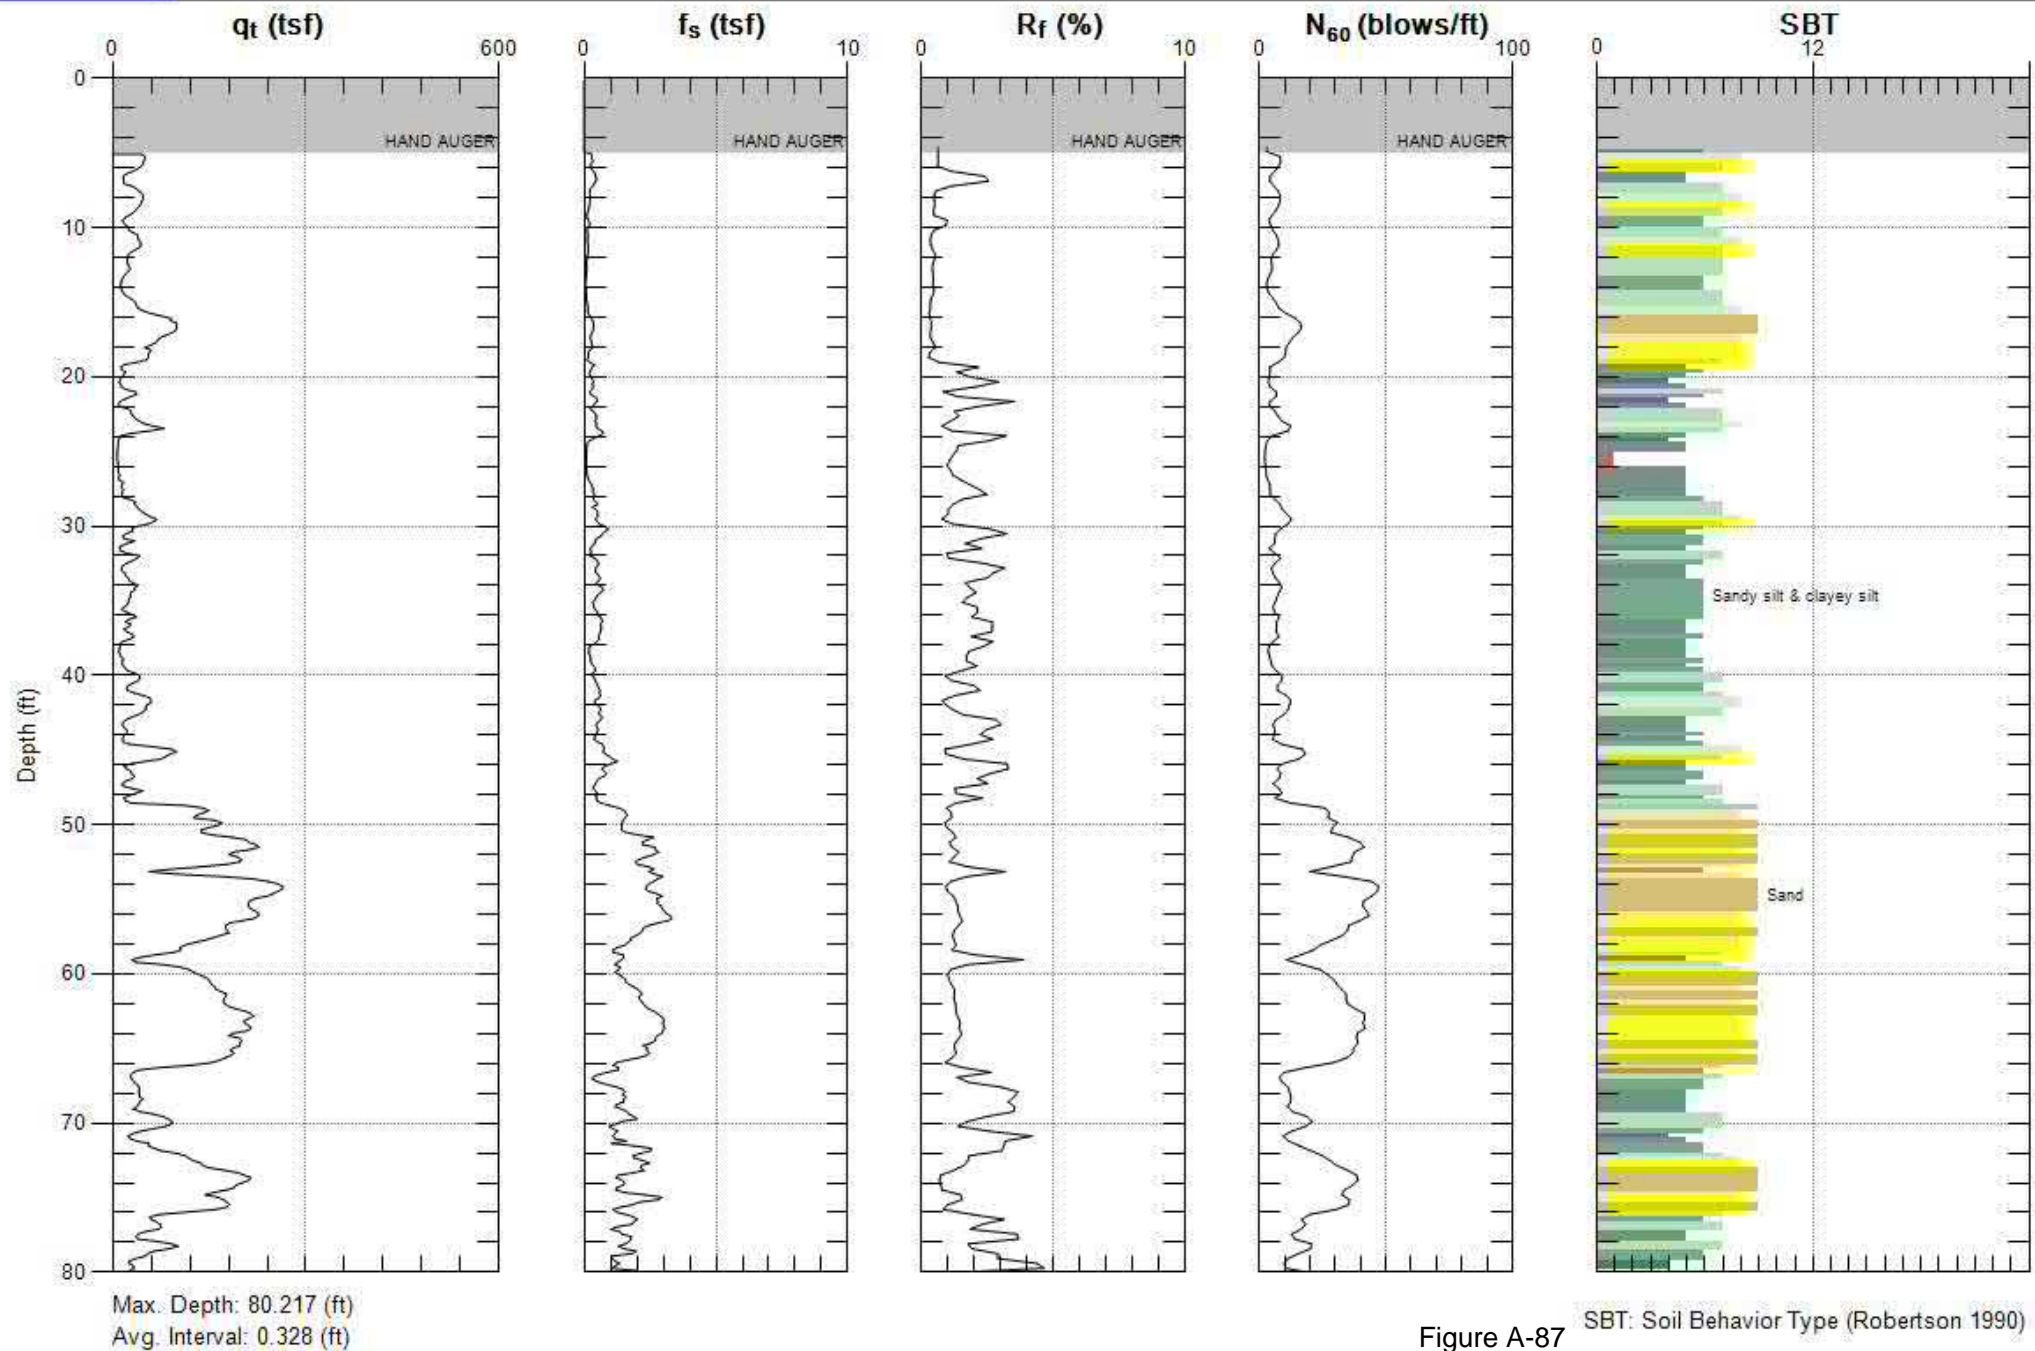 qt (tsf) fs (tsf) Rf (%) N60 (blows/ft) SBT
0 600 0 10 0 10 0 100 0 12
0
HAND AUGER HAND AUGER HAND AUGER HAND AUGER
10
20
30
Sandy silt & clayey silt
40
Depth (ft)
50
Sand
60
70
80
Max. Depth: 80.217 (ft)
Avg. Interval: 0.328 (ft)
Figure A-87
SBT: Soil Behavior Type (Robertson 1990)